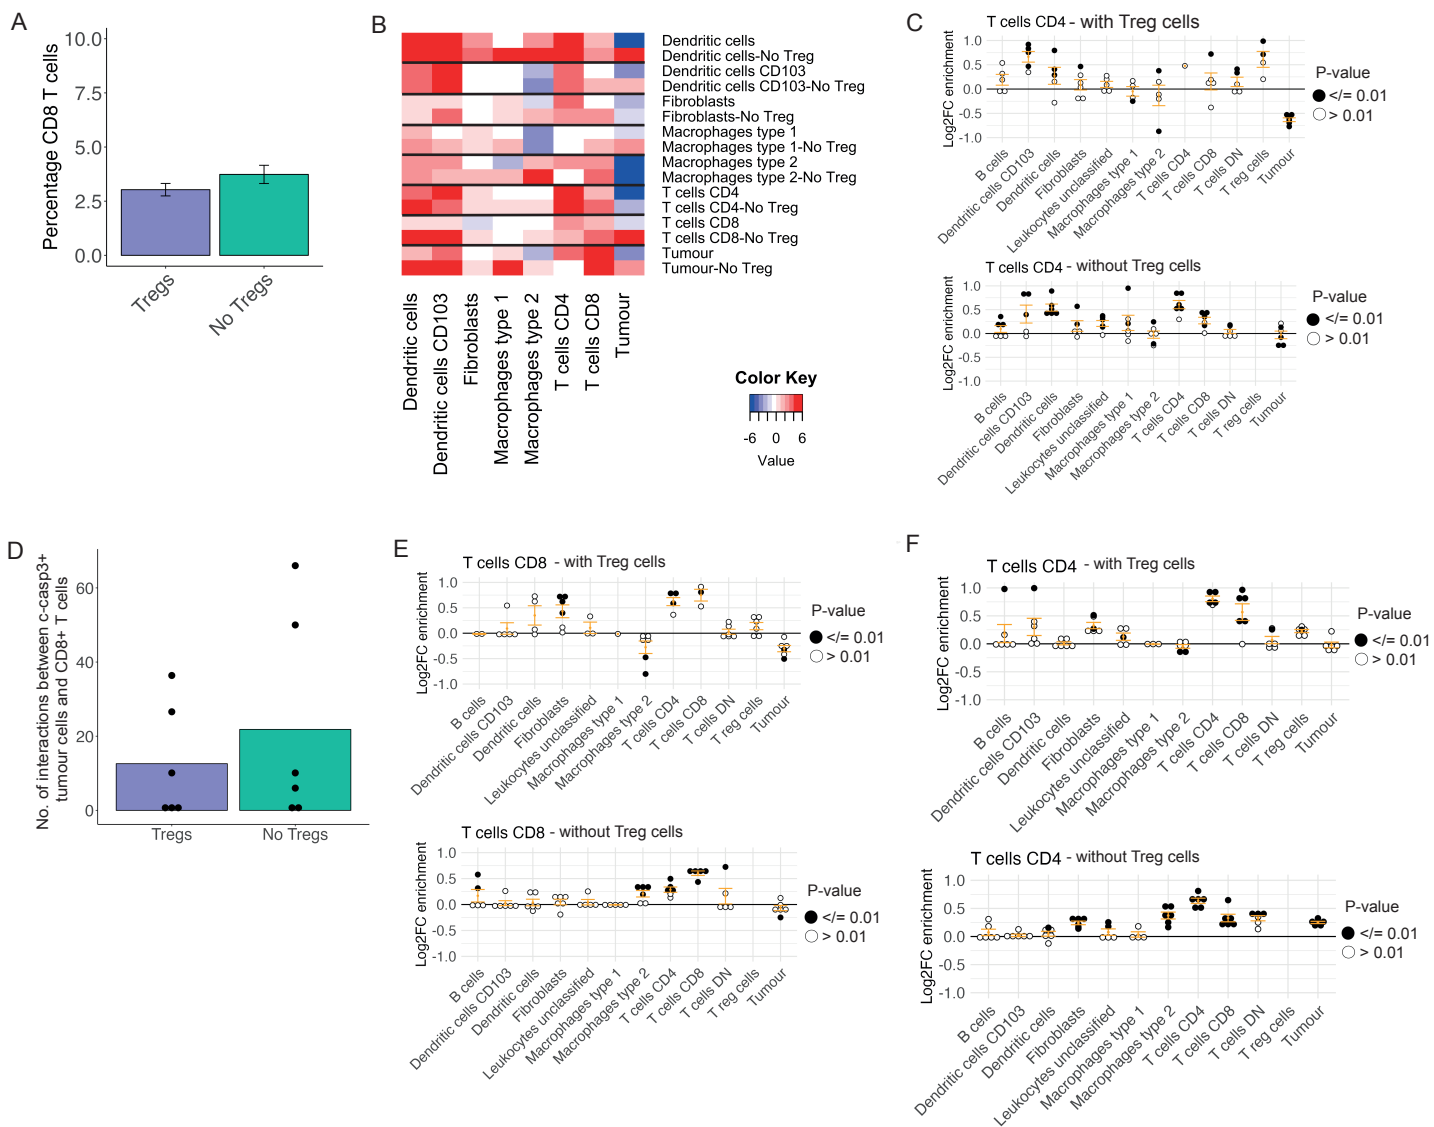 A
Percentage CD8 T cells
10.0
7.5
5.0
2.5
0.0
Tregs
No Tregs
B
Dendritic cells
Dendritic cells-No Treg
Dendritic cells CD103
Dendritic cells CD103-No Treg
Fibroblasts
Fibroblasts-No Treg
Macrophages type 1
Macrophages type 1-No Treg
Macrophages type 2
Macrophages type 2-No Treg
T cells CD4
T cells CD4-No Treg
T cells CD8
T cells CD8-No Treg
Tumour
Tumour-No Treg
Dendritic cells
Dendritic cells CD103
Fibroblasts
Macrophages type 1
Macrophages type 2
T cells CD4
T cells CD8
Tumour
Color Key
-6 0 6
Value
C
T cells CD4 - with Treg cells
Log2FC enrichment
1.0
0.5
0.0
-0.5
-1.0
B cells
Dendritic cells CD103
Dendritic cells
Fibroblasts
Leukocytes unclassified
Macrophages type 1
Macrophages type 2
T cells CD4
T cells CD8
T cells DN
T reg cells
Tumour
P-value
</= 0.01
> 0.01
T cells CD4 - without Treg cells
Log2FC enrichment
1.0
0.5
0.0
-0.5
-1.0
B cells
Dendritic cells CD103
Dendritic cells
Fibroblasts
Leukocytes unclassified
Macrophages type 1
Macrophages type 2
T cells CD4
T cells CD8
T cells DN
T reg cells
Tumour
P-value
</= 0.01
> 0.01
D
No. of interactions between c-casp3+
tumour cells and CD8+ T cells
60
40
20
0
Tregs
No Tregs
E
T cells CD8 - with Treg cells
Log2FC enrichment
1.0
0.5
0.0
-0.5
-1.0
B cells
Dendritic cells CD103
Dendritic cells
Fibroblasts
Leukocytes unclassified
Macrophages type 1
Macrophages type 2
T cells CD4
T cells CD8
T cells DN
T reg cells
Tumour
P-value
</= 0.01
> 0.01
T cells CD8 - without Treg cells
Log2FC enrichment
1.0
0.5
0.0
-0.5
-1.0
B cells
Dendritic cells CD103
Dendritic cells
Fibroblasts
Leukocytes unclassified
Macrophages type 1
Macrophages type 2
T cells CD4
T cells CD8
T cells DN
T reg cells
Tumour
P-value
</= 0.01
> 0.01
F
T cells CD4 - with Treg cells
Log2FC enrichment
1.0
0.5
0.0
-0.5
-1.0
B cells
Dendritic cells CD103
Dendritic cells
Fibroblasts
Leukocytes unclassified
Macrophages type 1
Macrophages type 2
T cells CD4
T cells CD8
T cells DN
T reg cells
Tumour
P-value
</= 0.01
> 0.01
T cells CD4 - without Treg cells
Log2FC enrichment
1.0
0.5
0.0
-0.5
-1.0
B cells
Dendritic cells CD103
Dendritic cells
Fibroblasts
Leukocytes unclassified
Macrophages type 1
Macrophages type 2
T cells CD4
T cells CD8
T cells DN
T reg cells
Tumour
P-value
</= 0.01
> 0.01